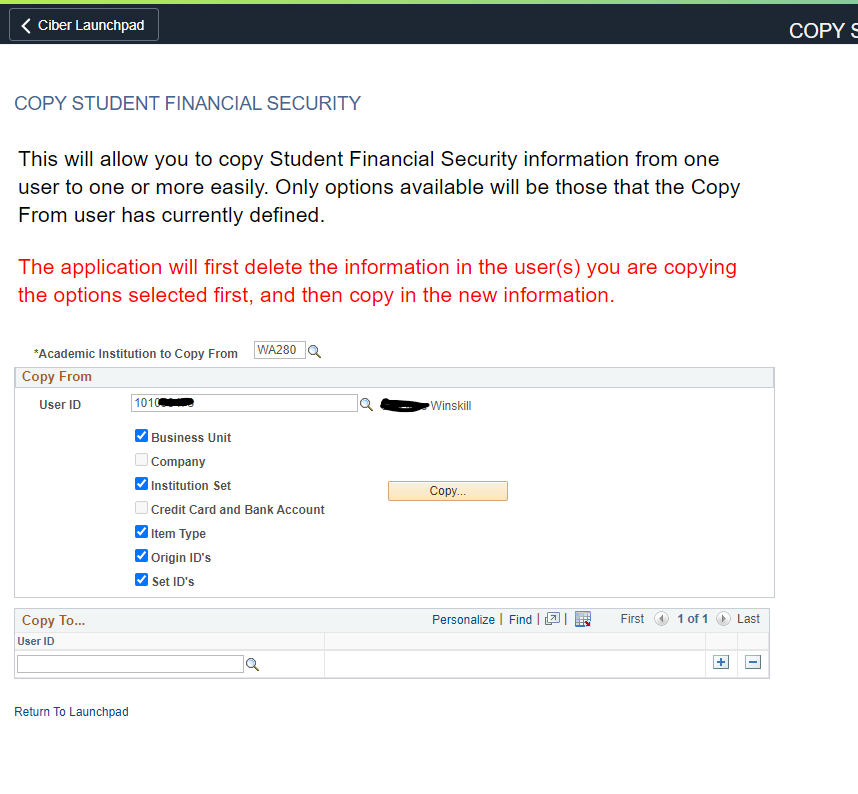 Ciber Launchpad
COPY S
COPY STUDENT FINANCIAL SECURITY
This will allow you to copy Student Financial Security information from one
user to one or more easily. Only options available will be those that the Copy
From user has currently defined.
The application will first delete the information in the user(s) you are copying
the options selected first, and then copy in the new information.
*Academic Institution to Copy From WA280
Copy From
User ID 101 Winskill
Business Unit
Company
Institution Set
Copy...
Credit Card and Bank Account
Item Type
Origin ID's
Set ID's
Copy To... Personalize | Find | | First 1 of 1 Last
User ID
Return To Launchpad